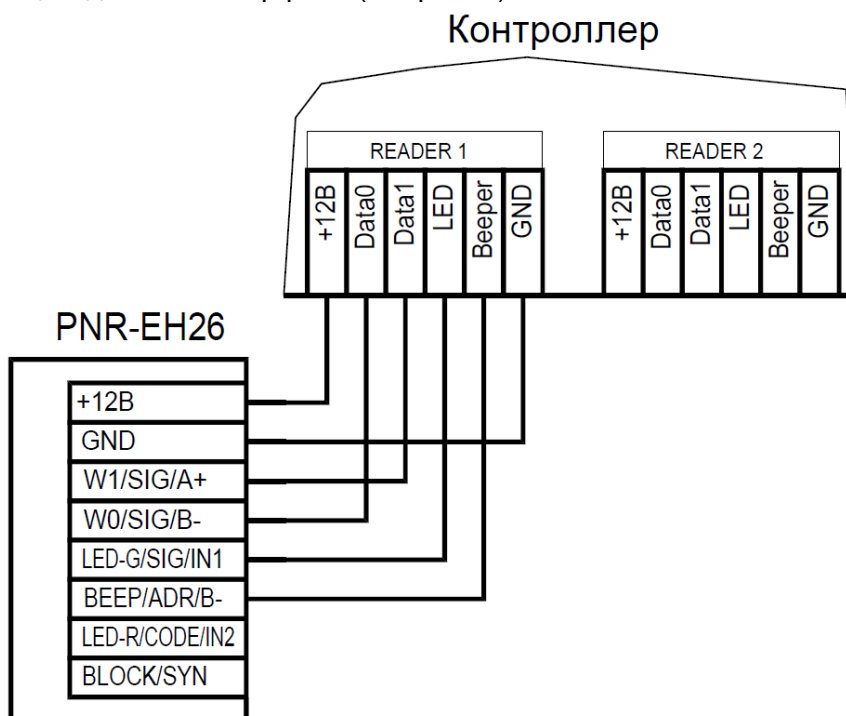 Контроллер
READER 1
READER 2
+12В
Data0
Data1
LED
Beeper
GND
+12В
Data0
Data1
LED
Beeper
GND
PNR-EH26
+12В
GND
W1/SIG/A+
W0/SIG/B-
LED-G/SIG/IN1
BEEP/ADR/B-
LED-R/CODE/IN2
BLOCK/SYN